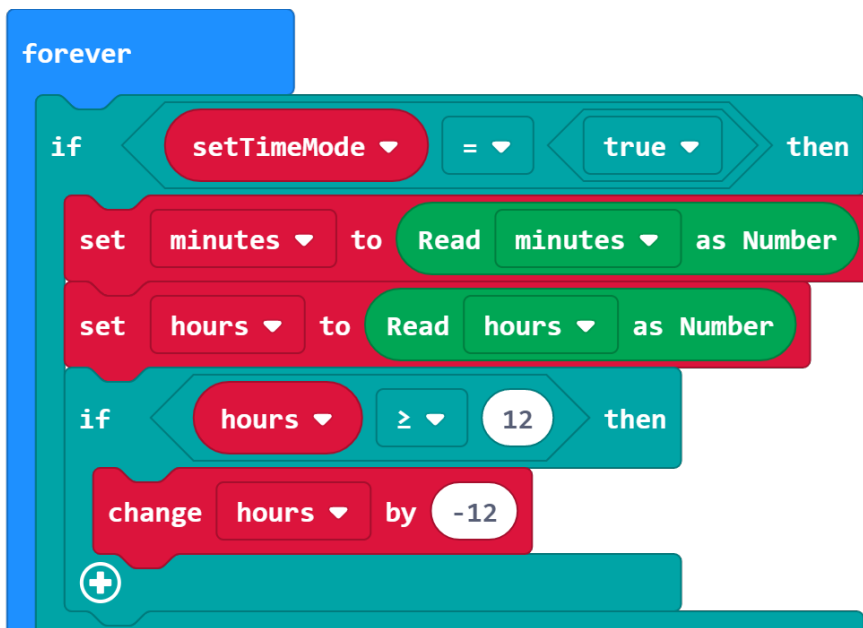 forever
if setTimeMode = true then
set minutes to Read minutes as Number
set hours to Read hours as Number
if hours ≥ 12 then
change hours by -12